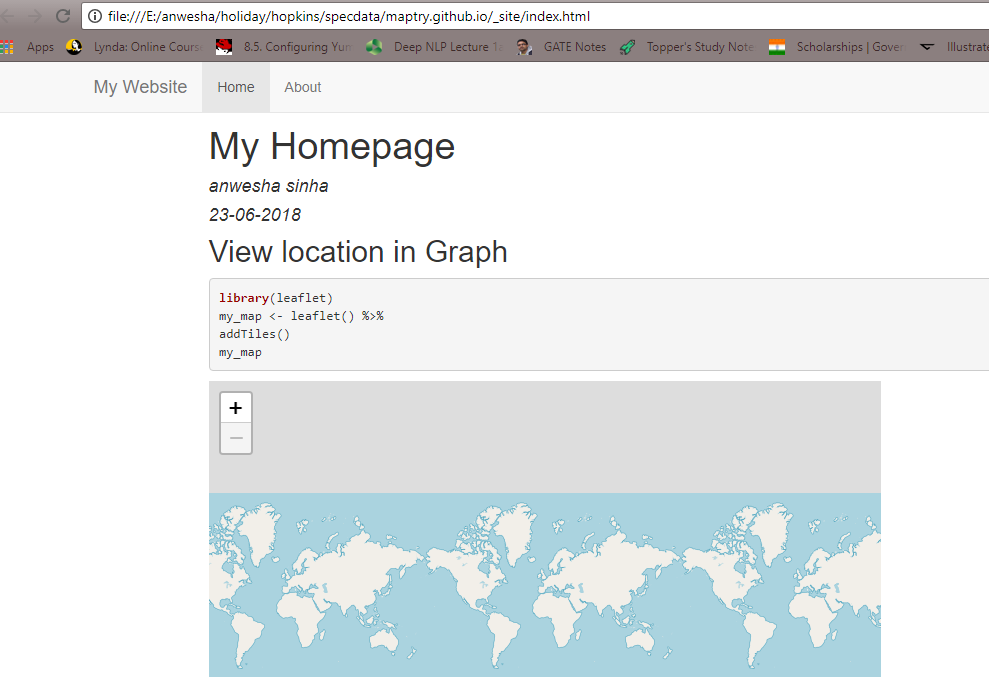 file:///E:/anwesha/holiday/hopkins/specdata/maptry.github.io/_site/index.html
Apps Lynda: Online Cours 8.5. Configuring Yun Deep NLP Lecture 1 GATE Notes Topper's Study Note Scholarships | Gover Illustrate
My Website Home About
My Homepage
anwesha sinha
23-06-2018
View location in Graph
library(leaflet)
my_map <- leaflet() %>%
addTiles()
my_map
+
−